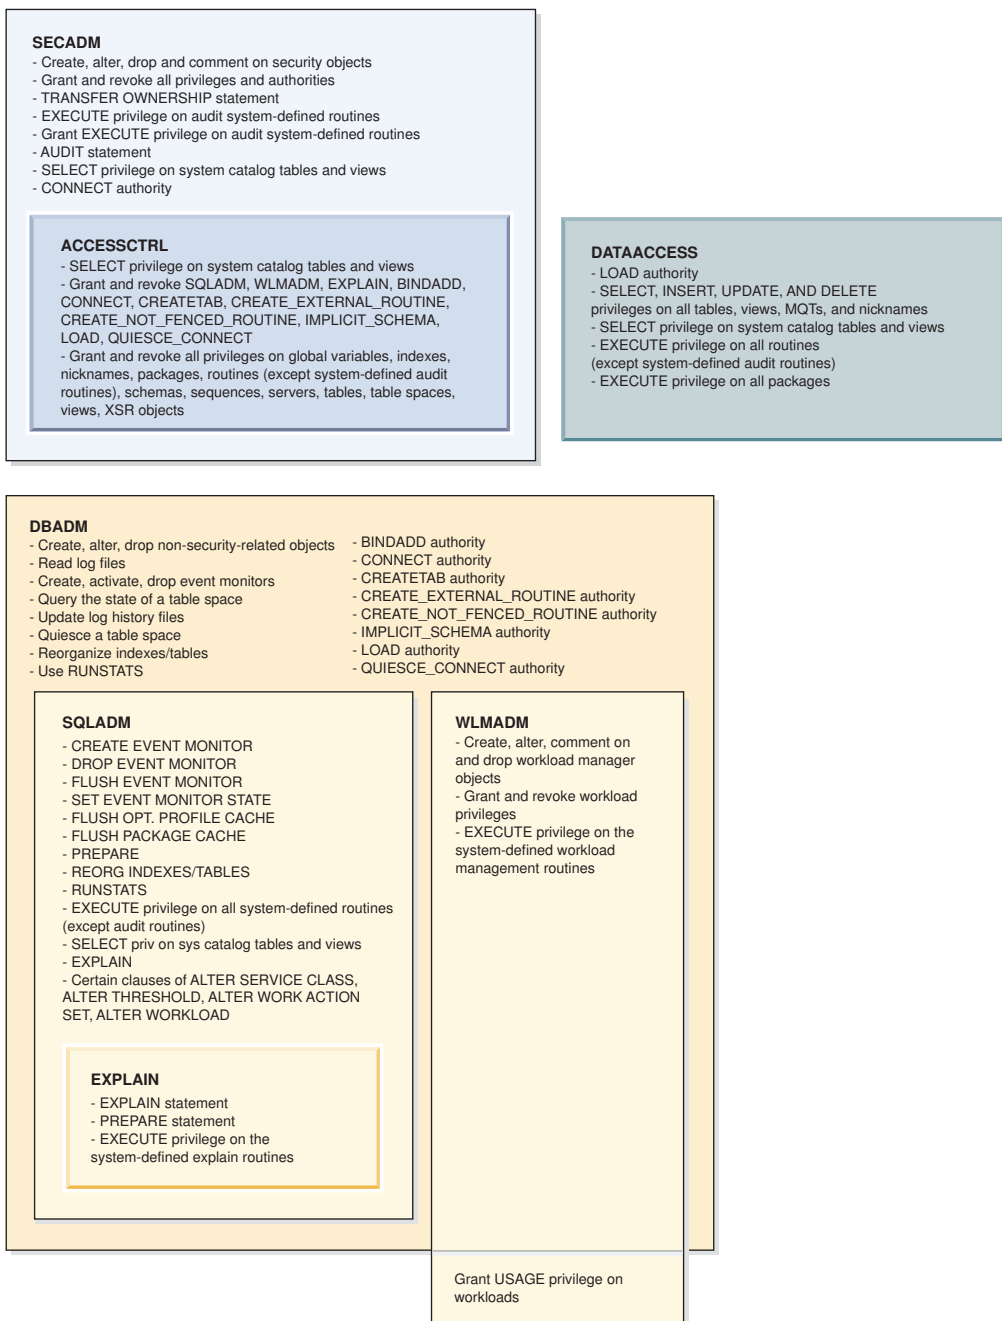 SECADM
- Create, alter, drop and comment on security objects
- Grant and revoke all privileges and authorities
- TRANSFER OWNERSHIP statement
- EXECUTE privilege on audit system-defined routines
- Grant EXECUTE privilege on audit system-defined routines
- AUDIT statement
- SELECT privilege on system catalog tables and views
- CONNECT authority
ACCESSCTRL
- SELECT privilege on system catalog tables and views
- Grant and revoke SQLADM, WLMADM, EXPLAIN, BINDADD,
CONNECT, CREATETAB, CREATE_EXTERNAL_ROUTINE,
CREATE_NOT_FENCED_ROUTINE, IMPLICIT_SCHEMA,
LOAD, QUIESCE_CONNECT
- Grant and revoke all privileges on global variables, indexes,
nicknames, packages, routines (except system-defined audit
routines), schemas, sequences, servers, tables, table spaces,
views, XSR objects
DATAACCESS
- LOAD authority
- SELECT, INSERT, UPDATE, AND DELETE
privileges on all tables, views, MQTs, and nicknames
- SELECT privilege on system catalog tables and views
- EXECUTE privilege on all routines
(except system-defined audit routines)
- EXECUTE privilege on all packages
DBADM
- Create, alter, drop non-security-related objects
- Read log files
- Create, activate, drop event monitors
- Query the state of a table space
- Update log history files
- Quiesce a table space
- Reorganize indexes/tables
- Use RUNSTATS
- BINDADD authority
- CONNECT authority
- CREATETAB authority
- CREATE_EXTERNAL_ROUTINE authority
- CREATE_NOT_FENCED_ROUTINE authority
- IMPLICIT_SCHEMA authority
- LOAD authority
- QUIESCE_CONNECT authority
SQLADM
- CREATE EVENT MONITOR
- DROP EVENT MONITOR
- FLUSH EVENT MONITOR
- SET EVENT MONITOR STATE
- FLUSH OPT. PROFILE CACHE
- FLUSH PACKAGE CACHE
- PREPARE
- REORG INDEXES/TABLES
- RUNSTATS
- EXECUTE privilege on all system-defined routines
(except audit routines)
- SELECT priv on sys catalog tables and views
- EXPLAIN
- Certain clauses of ALTER SERVICE CLASS,
ALTER THRESHOLD, ALTER WORK ACTION
SET, ALTER WORKLOAD
EXPLAIN
- EXPLAIN statement
- PREPARE statement
- EXECUTE privilege on the
system-defined explain routines
WLMADM
- Create, alter, comment on
and drop workload manager
objects
- Grant and revoke workload
privileges
- EXECUTE privilege on the
system-defined workload
management routines
Grant USAGE privilege on
workloads